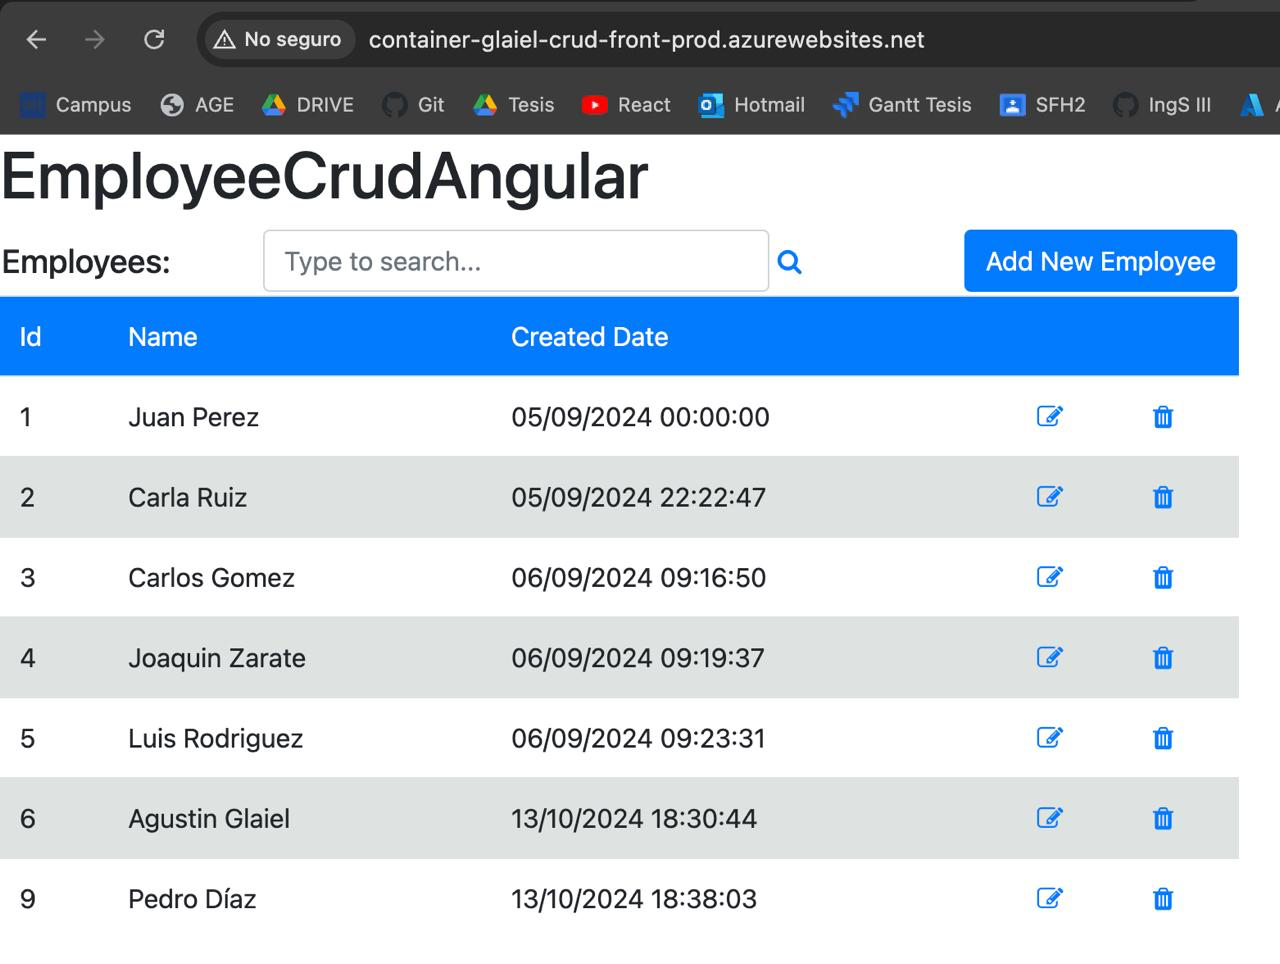 No seguro container-glaiel-crud-front-prod.azurewebsites.net
Campus AGE DRIVE Git Tesis React Hotmail Gantt Tesis SFH2 IngS III
EmployeeCrudAngular
Employees: Type to search... Add New Employee
Id Name Created Date
1 Juan Perez 05/09/2024 00:00:00
2 Carla Ruiz 05/09/2024 22:22:47
3 Carlos Gomez 06/09/2024 09:16:50
4 Joaquin Zarate 06/09/2024 09:19:37
5 Luis Rodriguez 06/09/2024 09:23:31
6 Agustin Glaiel 13/10/2024 18:30:44
9 Pedro Díaz 13/10/2024 18:38:03